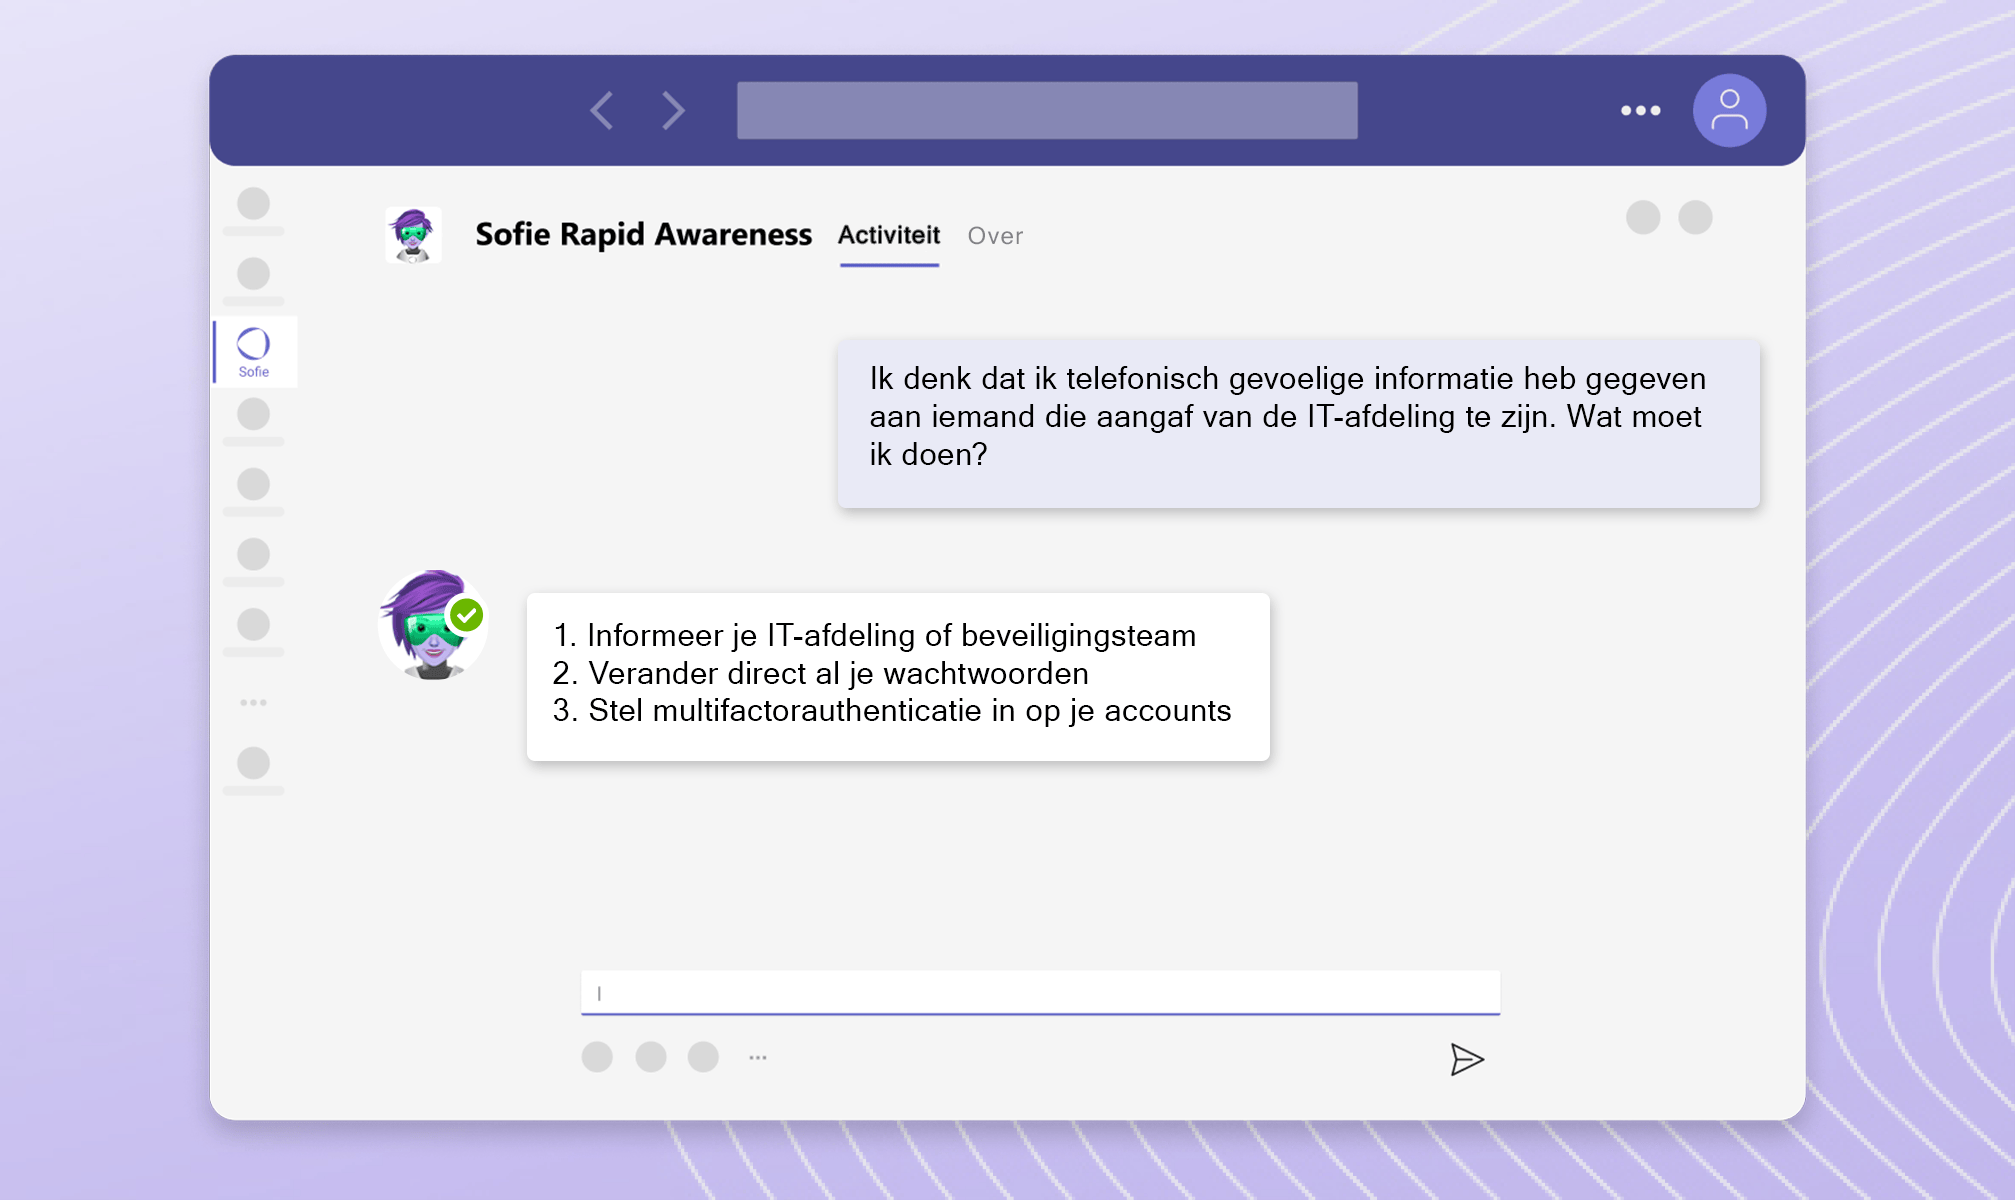 Sofie Rapid Awareness Activiteit Over
Sofie
Ik denk dat ik telefonisch gevoelige informatie heb gegeven
aan iemand die aangaf van de IT-afdeling te zijn. Wat moet
ik doen?
1. Informeer je IT-afdeling of beveiligingsteam
2. Verander direct al je wachtwoorden
3. Stel multifactorauthenticatie in op je accounts